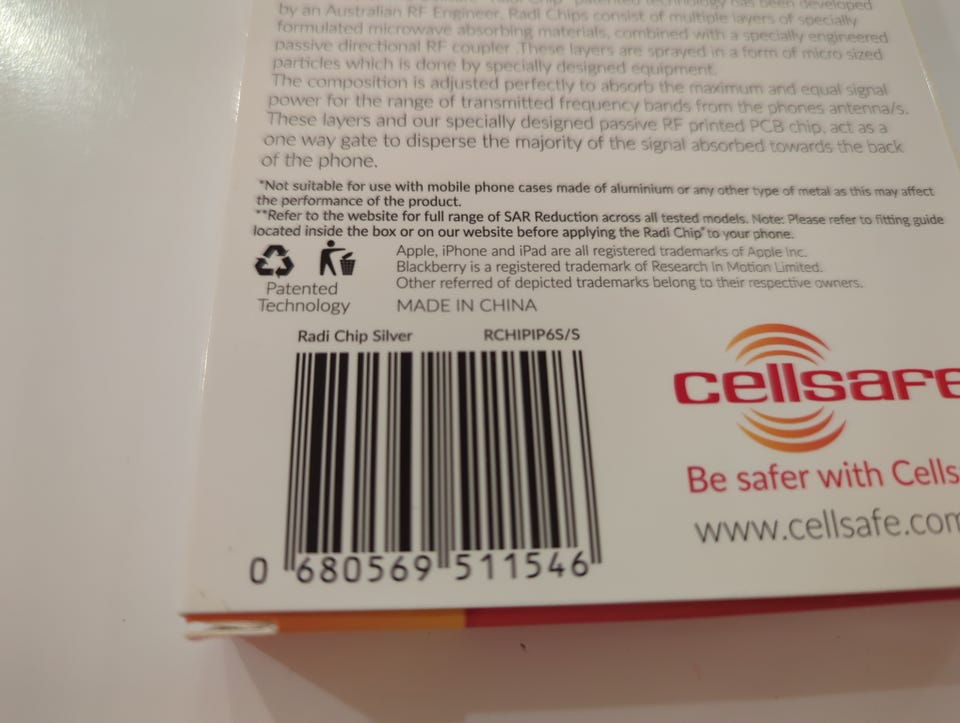 technology has been developed
by an Australian RF Engineer. Radi Chips consist of multiple layers of specially
formulated microwave absorbing materials, combined with a specially engineered
passive directional RF coupler .These layers are sprayed in a form of micro sized
particles which is done by specially designed equipment.
The composition is adjusted perfectly to absorb the maximum and equal signal
power for the range of transmitted frequency bands from the phones antenna/s.
These layers and our specially designed passive RF printed PCB chip, act as a
one way gate to disperse the majority of the signal absorbed towards the back
of the phone.
*Not suitable for use with mobile phone cases made of aluminium or any other type of metal as this may affect
the performance of the product.
**Refer to the website for full range of SAR Reduction across all tested models. Note: Please refer to fitting guide
located inside the box or on our website before applying the Radi Chip® to your phone.
Apple, iPhone and iPad are all registered trademarks of Apple Inc.
Blackberry is a registered trademark of Research In Motion Limited.
Other referred of depicted trademarks belong to their respective owners.
Patented
Technology
MADE IN CHINA
Radi Chip Silver RCHIPIP6S/S
0 680569 511546
cellsafe
Be safer with Cells
www.cellsafe.com